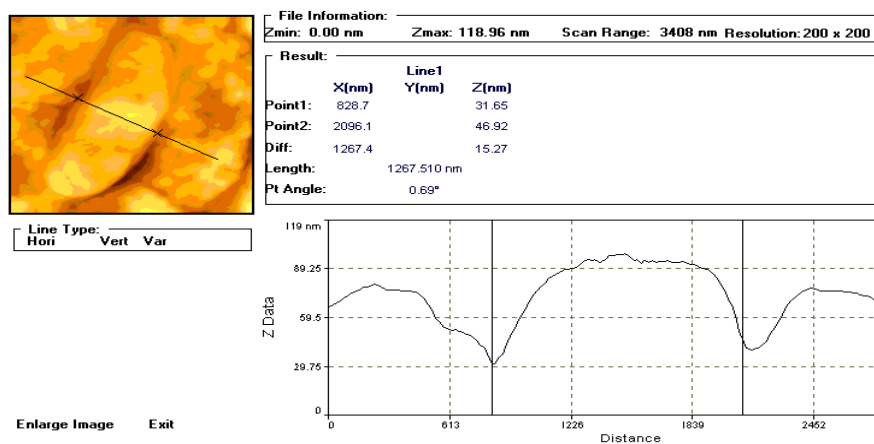 File Information:
Zmin: 0.00 nm Zmax: 118.96 nm Scan Range: 3408 nm Resolution: 200 x 200
Result:
Line1
X(nm) Y(nm) Z(nm)
Point1: 828.7 31.65
Point2: 2096.1 46.92
Diff: 1267.4 15.27
Length: 1267.510 nm
Pt Angle: 0.69°
Line Type:
Hori Vert Var
119 nm
89.25
59.5
29.75
0
Z Data
0 613 1226 1839 2452
Distance
Enlarge Image Exit